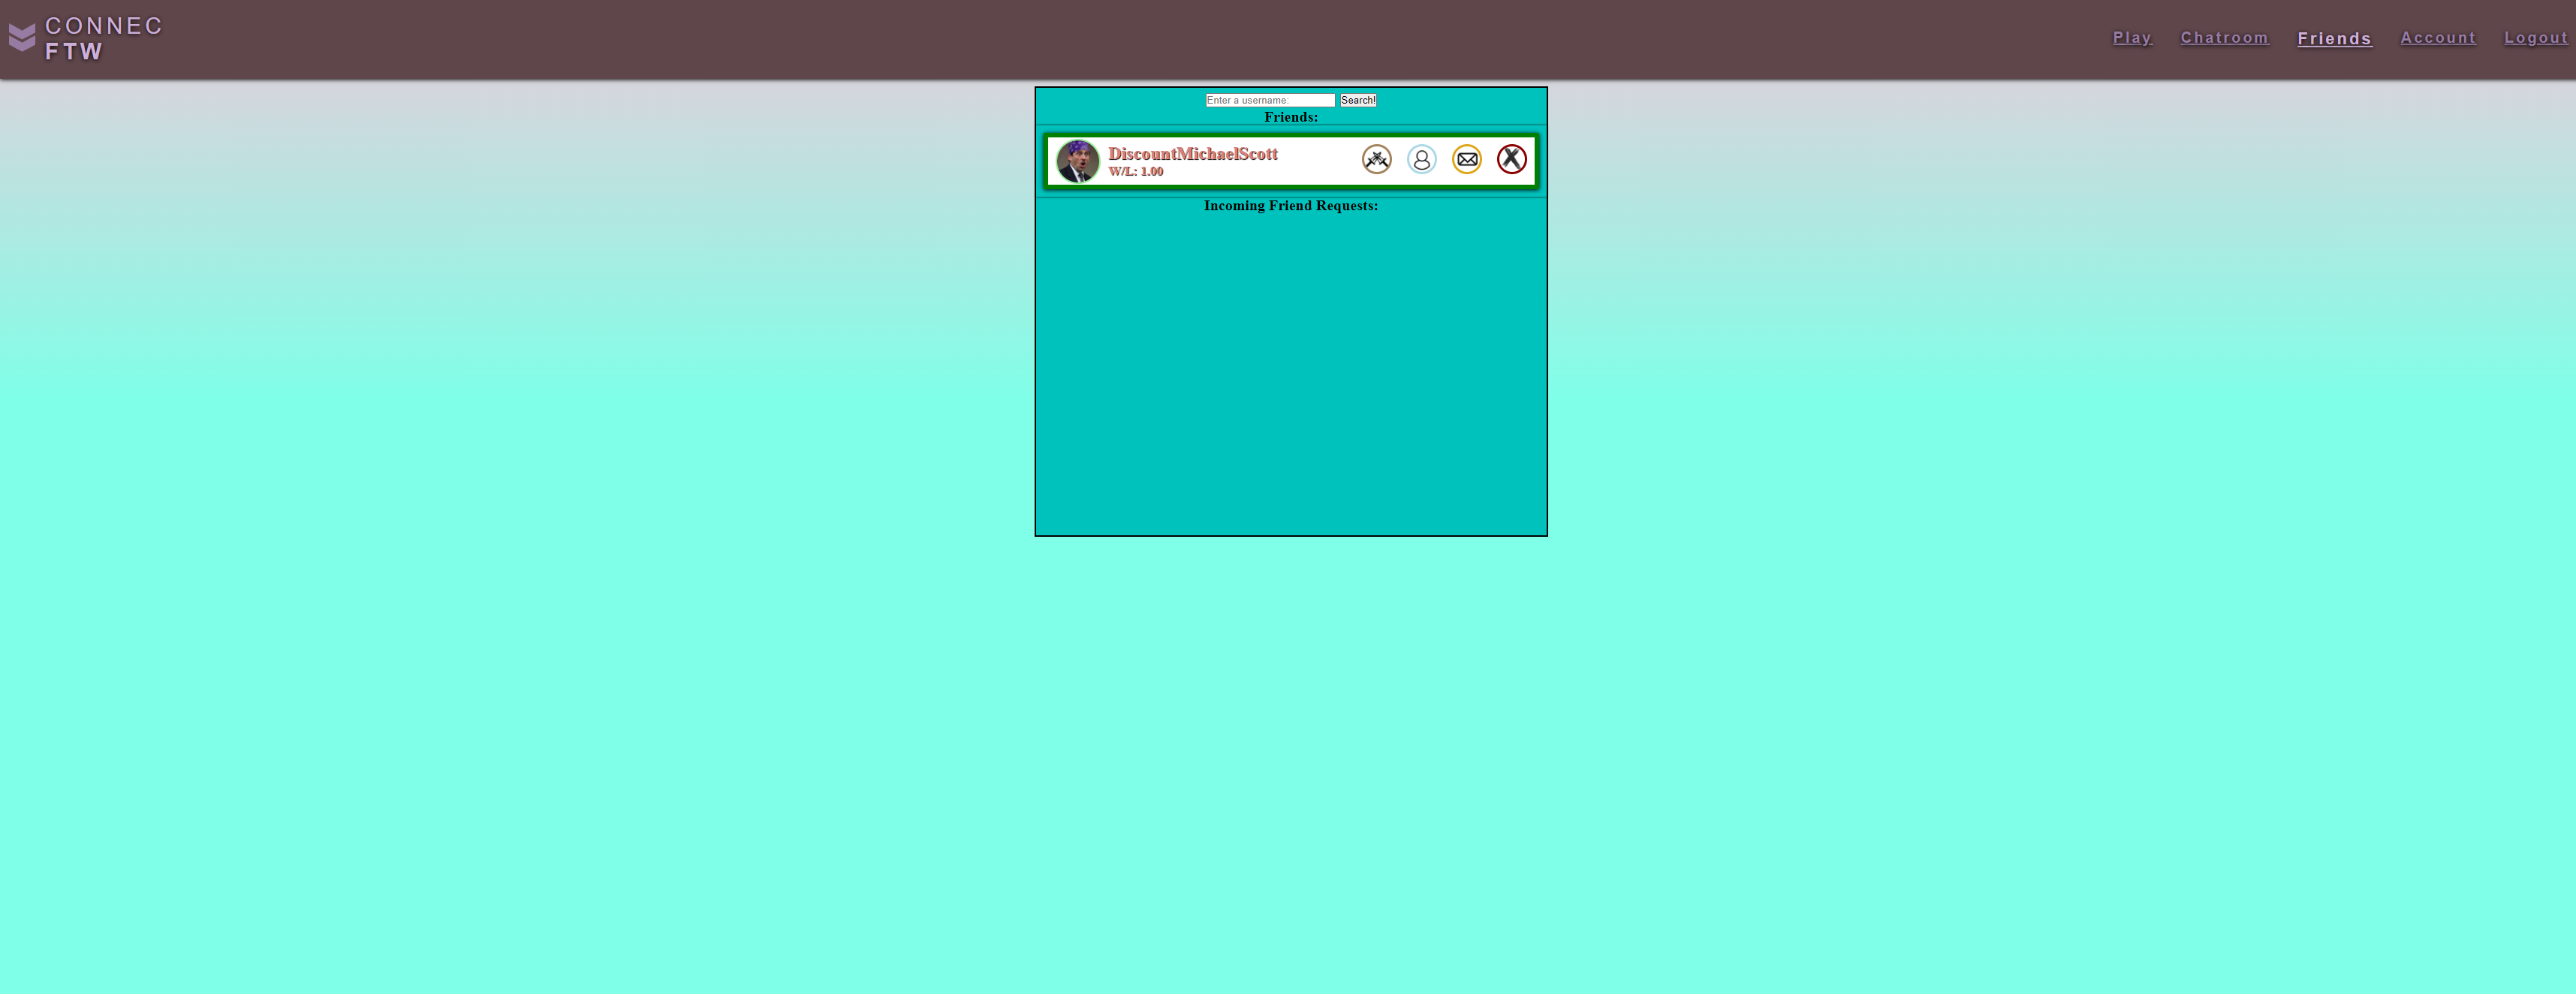 CONNEC
FTW
Play Chatroom Friends Account Logout
Enter a username: Search!
Friends:
DiscountMichaelScott
W/L: 1.00
Incoming Friend Requests: